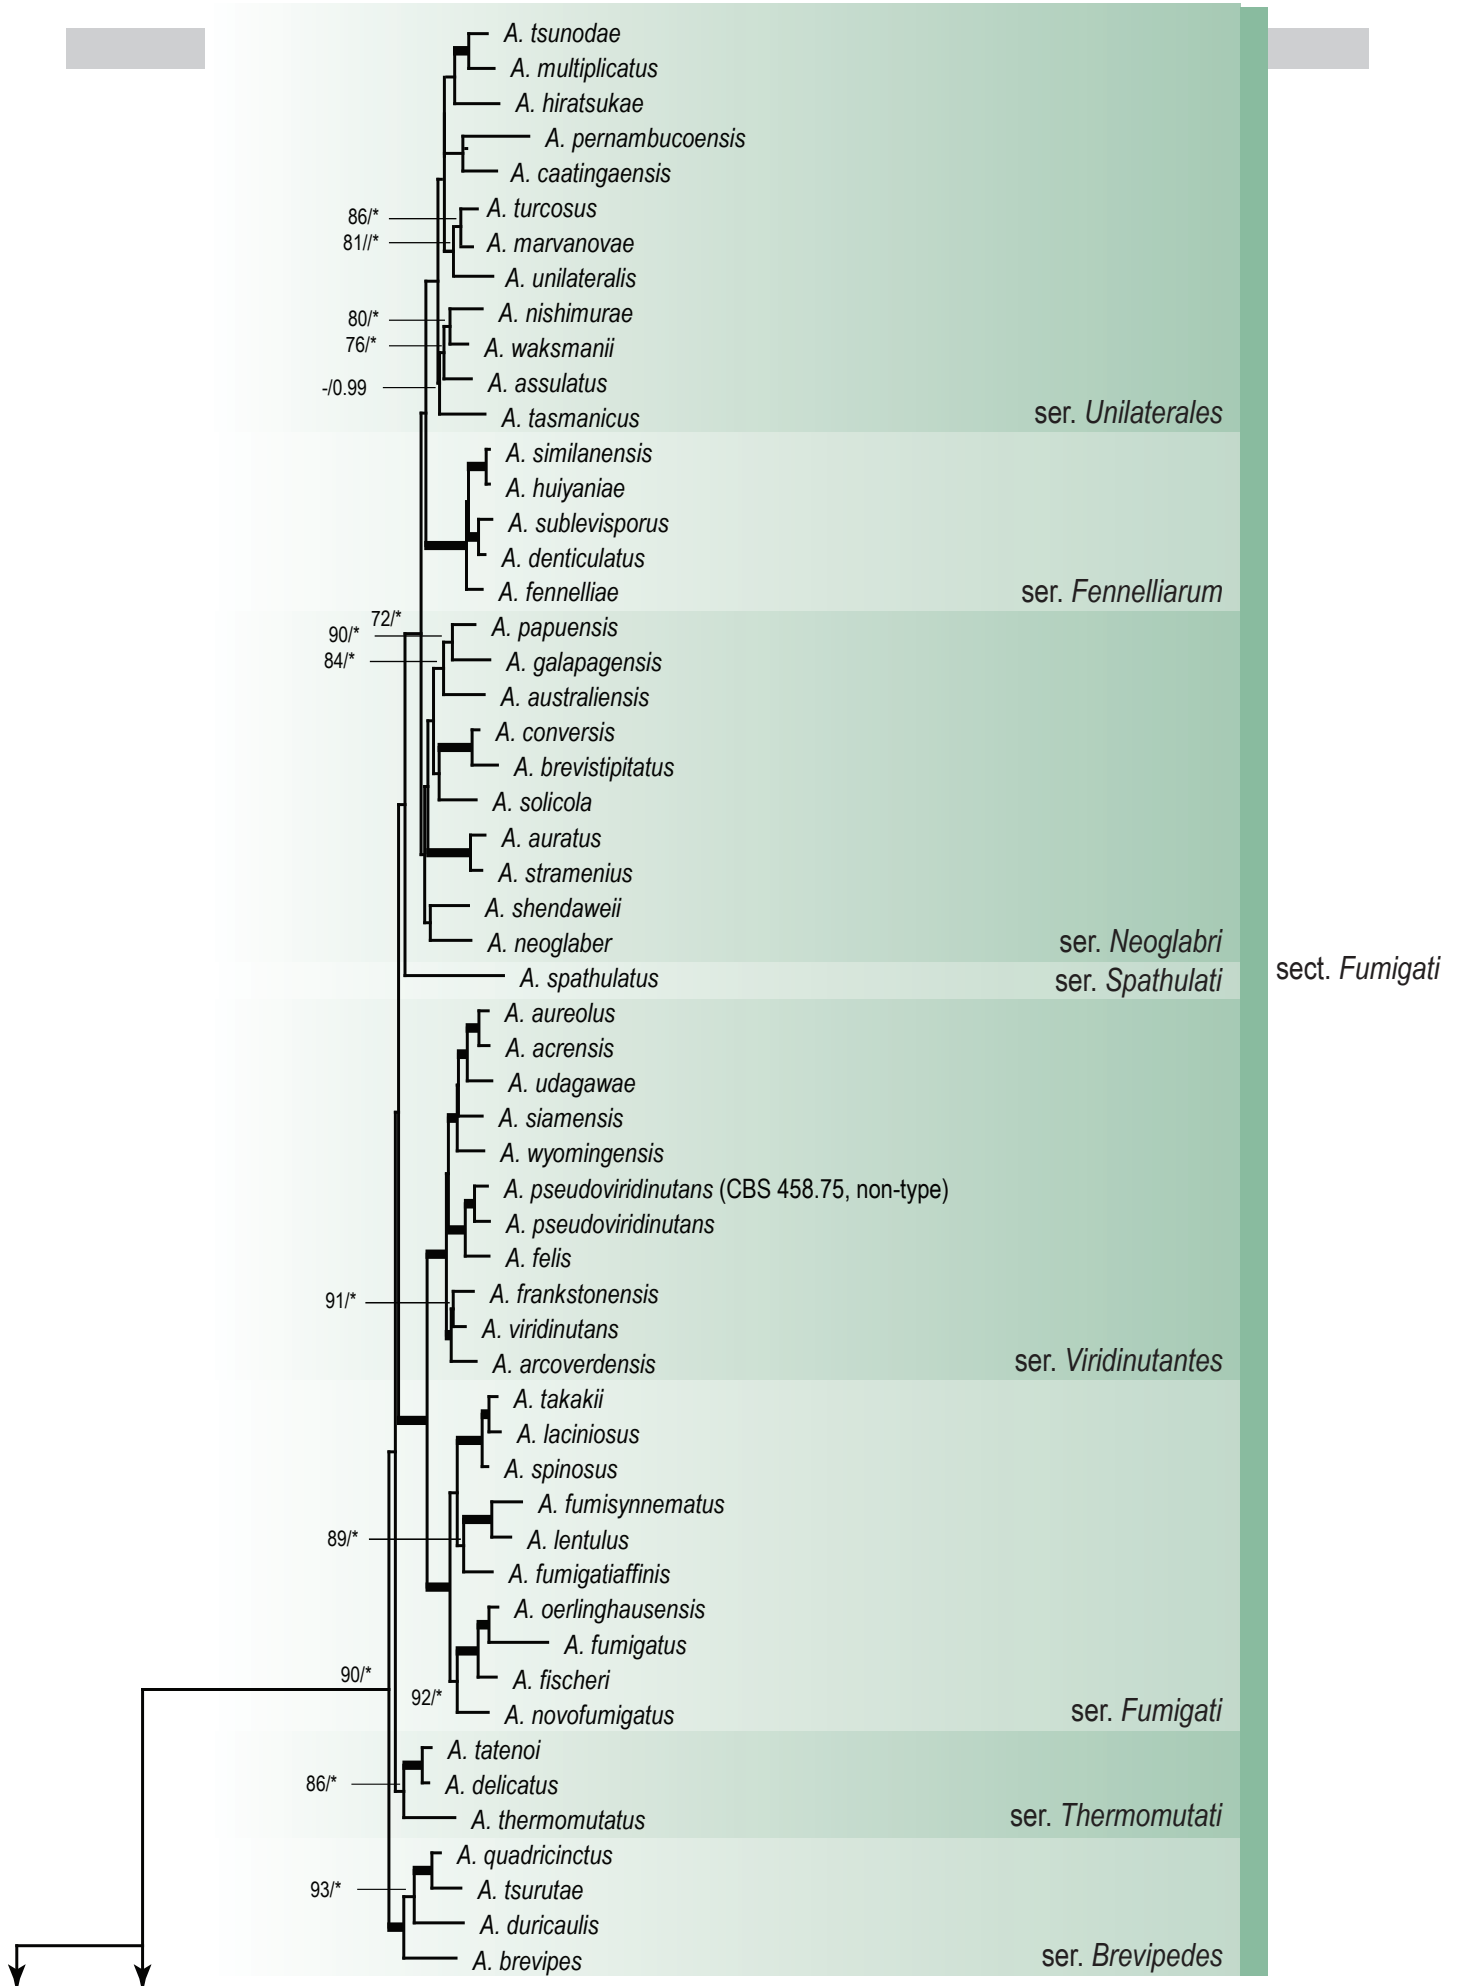 A. tsunodae
A. multiplicatus
A. hiratsukae
A. pernambucoensis
A. caatingaensis
86/*
A. turcosus
81//*
A. marvanovae
A. unilateralis
80/*
A. nishimurae
76/*
A. waksmanii
-/0.99
A. assulatus
A. tasmanicus
ser. Unilaterales
A. similanensis
A. huiyaniae
A. sublevisporus
A. denticulatus
A. fennelliae
ser. Fennelliarum
72/*
90/*
A. papuensis
84/*
A. galapagensis
A. australiensis
A. conversis
A. brevistipitatus
A. solicola
A. auratus
A. stramenius
A. shendaweii
A. neoglaber
ser. Neoglabri
sect. Fumigati
A. spathulatus
ser. Spathulati
A. aureolus
A. acrensis
A. udagawae
A. siamensis
A. wyomingensis
A. pseudoviridinutans (CBS 458.75, non-type)
A. pseudoviridinutans
A. felis
91/*
A. frankstonensis
A. viridinutans
A. arcoverdensis
ser. Viridinutantes
A. takakii
A. laciniosus
A. spinosus
A. fumisynnematus
89/*
A. lentulus
A. fumigatiaffinis
A. oerlinghausensis
A. fumigatus
90/*
A. fischeri
92/*
A. novofumigatus
ser. Fumigati
A. tatenoi
86/*
A. delicatus
A. thermomutatus
ser. Thermomutati
A. quadricinctus
93/*
A. tsurutae
A. duricaulis
A. brevipes
ser. Brevipedes